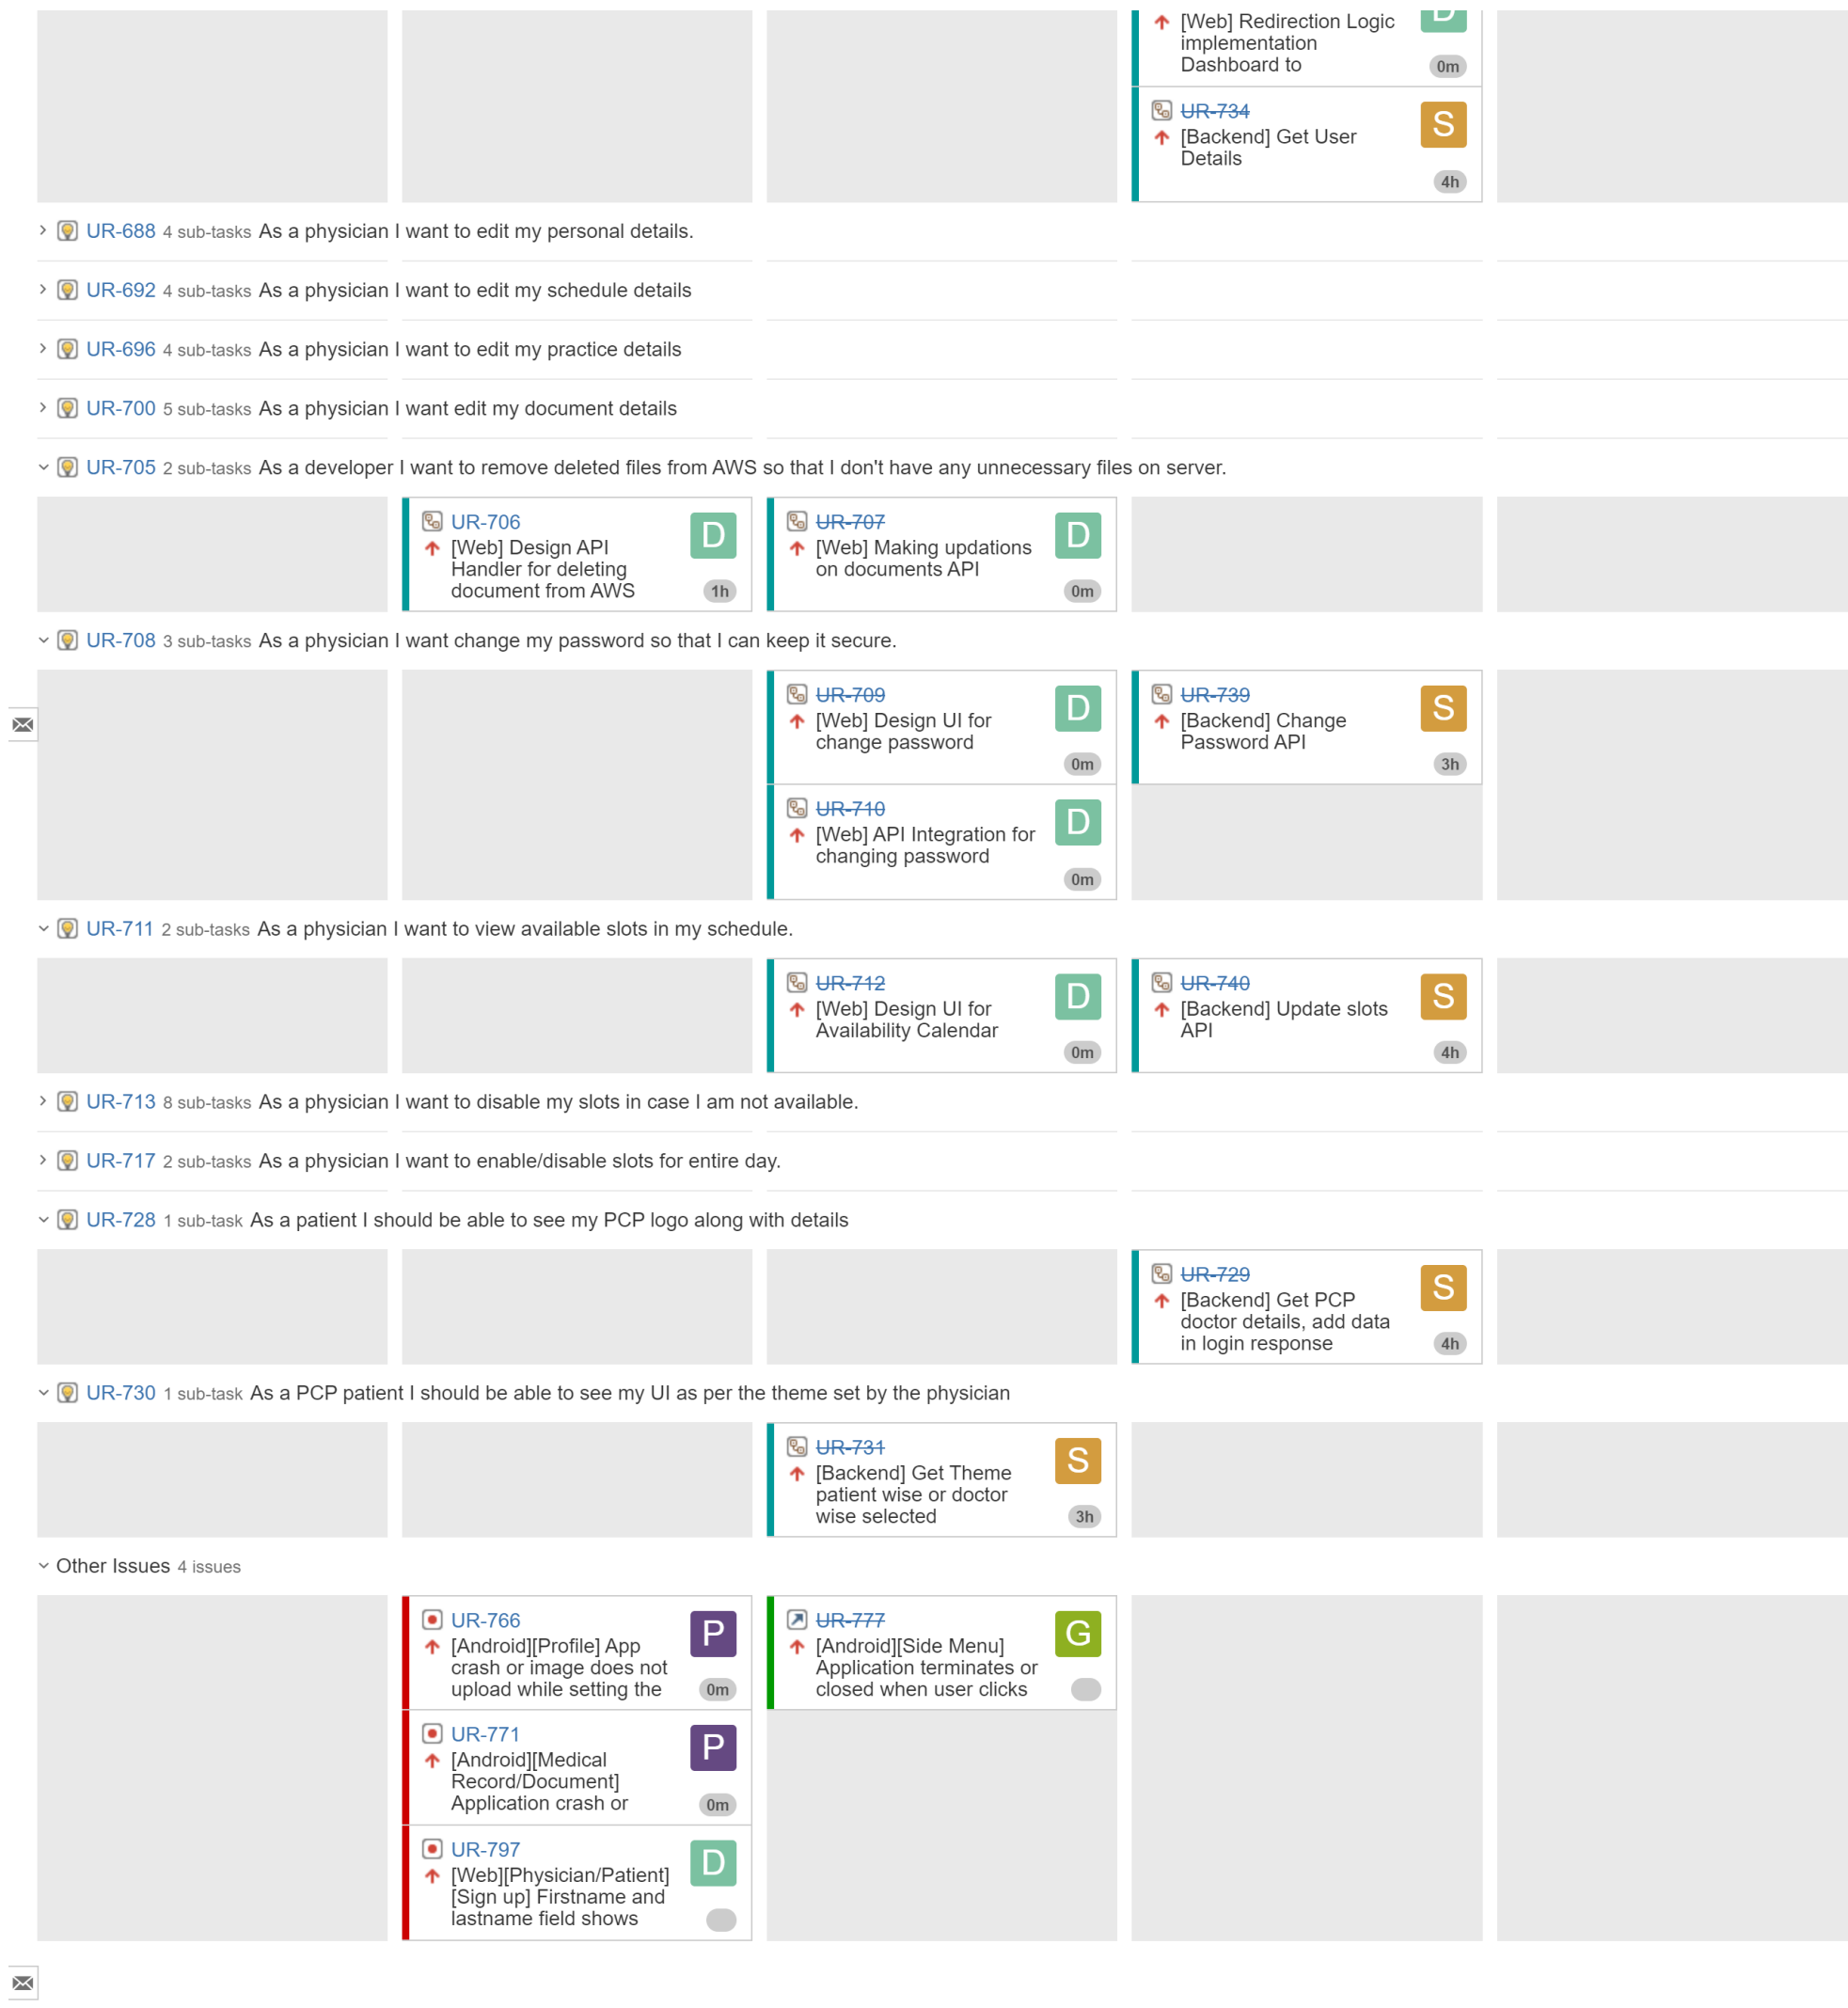 [Web] Redirection Logic
implementation
Dashboard to
0m
UR-734
S
[Backend] Get User
Details
4h
UR-688 4 sub-tasks As a physician I want to edit my personal details.
UR-692 4 sub-tasks As a physician I want to edit my schedule details
UR-696 4 sub-tasks As a physician I want to edit my practice details
UR-700 5 sub-tasks As a physician I want edit my document details
UR-705 2 sub-tasks As a developer I want to remove deleted files from AWS so that I don't have any unnecessary files on server.
UR-706
D
[Web] Design API
Handler for deleting
document from AWS
1h
UR-707
D
[Web] Making updations
on documents API
0m
UR-708 3 sub-tasks As a physician I want change my password so that I can keep it secure.
UR-709
D
[Web] Design UI for
change password
0m
UR-710
D
[Web] API Integration for
changing password
0m
UR-739
S
[Backend] Change
Password API
3h
UR-711 2 sub-tasks As a physician I want to view available slots in my schedule.
UR-712
D
[Web] Design UI for
Availability Calendar
0m
UR-740
S
[Backend] Update slots
API
4h
UR-713 8 sub-tasks As a physician I want to disable my slots in case I am not available.
UR-717 2 sub-tasks As a physician I want to enable/disable slots for entire day.
UR-728 1 sub-task As a patient I should be able to see my PCP logo along with details
UR-729
S
[Backend] Get PCP
doctor details, add data
in login response
4h
UR-730 1 sub-task As a PCP patient I should be able to see my UI as per the theme set by the physician
UR-731
S
[Backend] Get Theme
patient wise or doctor
wise selected
3h
Other Issues 4 issues
UR-766
P
[Android][Profile] App
crash or image does not
upload while setting the
0m
UR-771
P
[Android][Medical
Record/Document]
Application crash or
0m
UR-797
D
[Web][Physician/Patient]
[Sign up] Firstname and
lastname field shows
UR-777
G
[Android][Side Menu]
Application terminates or
closed when user clicks